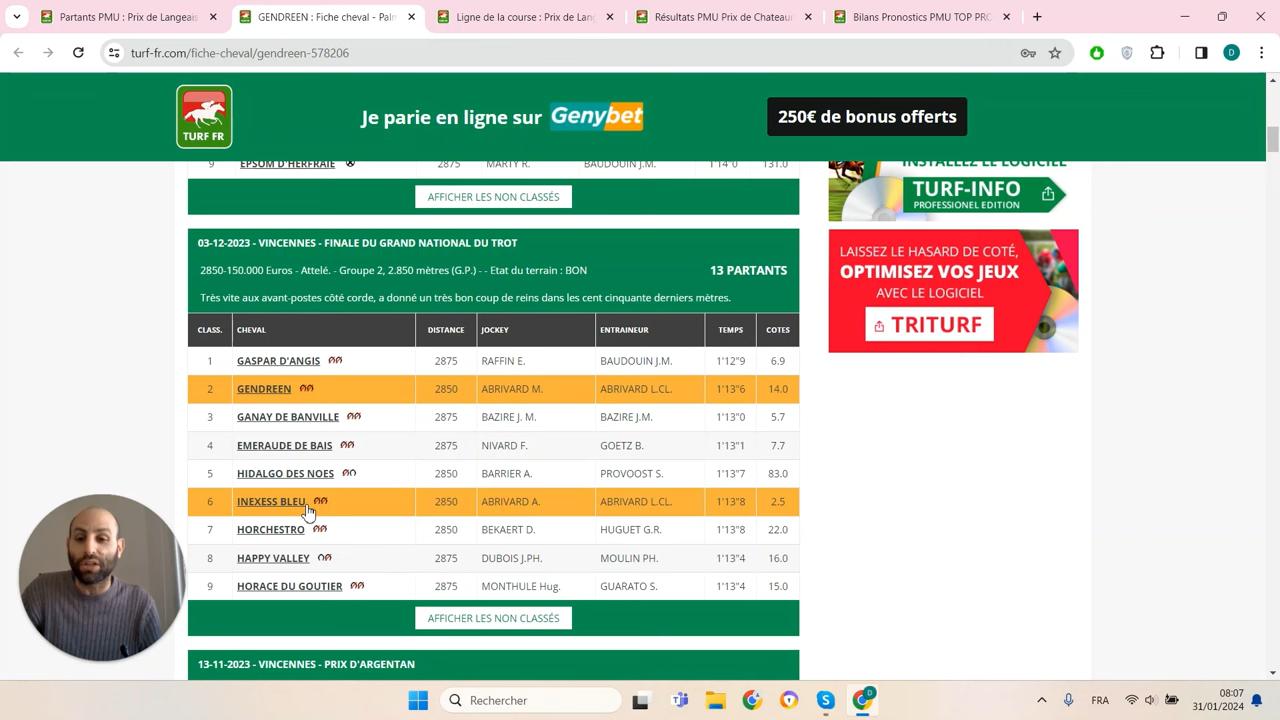 Partants PMU : Prix de Langeais
GENDREEN : Fiche cheval - Paln
Ligne de la course : Prix de Lang
Résultats PMU Prix de Chateau
Bilans Pronostics PMU TOP PRO
turf-fr.com/fiche-cheval/gendreen-578206
D
TURF FR
Je parie en ligne sur Genybet
250€ de bonus offerts
9 EPSOM D'HERFRAIE 2875 MARTY R. BAUDOUIN J.M. 1'14"0 131.0
AFFICHER LES NON CLASSÉS
INSTALLEZ LE LOGICIEL
TURF-INFO
PROFESSIONEL EDITION
LAISSEZ LE HASARD DE COTÉ,
OPTIMISEZ VOS JEUX
AVEC LE LOGICIEL
TRITURF
03-12-2023 - VINCENNES - FINALE DU GRAND NATIONAL DU TROT
2850-150.000 Euros - Attelé. - Groupe 2, 2.850 mètres (G.P.) - - Etat du terrain : BON
13 PARTANTS
Très vite aux avant-postes côté corde, a donné un très bon coup de reins dans les cent cinquante derniers mètres.
CLASS. CHEVAL DISTANCE JOCKEY ENTRAINEUR TEMPS COTES
1 GASPAR D'ANGIS 2875 RAFFIN E. BAUDOUIN J.M. 1'12"9 6.9
2 GENDREEN 2850 ABRIVARD M. ABRIVARD L.CL. 1'13"6 14.0
3 GANAY DE BANVILLE 2875 BAZIRE J. M. BAZIRE J.M. 1'13"0 5.7
4 EMERAUDE DE BAIS 2875 NIVARD F. GOETZ B. 1'13"1 7.7
5 HIDALGO DES NOES 2850 BARRIER A. PROVOOST S. 1'13"7 83.0
6 INEXESS BLEU 2850 ABRIVARD A. ABRIVARD L.CL. 1'13"8 2.5
7 HORCHESTRO 2850 BEKAERT D. HUGUET G.R. 1'13"8 22.0
8 HAPPY VALLEY 2875 DUBOIS J.PH. MOULIN PH. 1'13"4 16.0
9 HORACE DU GOUTIER 2875 MONTHULE Hug. GUARATO S. 1'13"4 15.0
AFFICHER LES NON CLASSÉS
13-11-2023 - VINCENNES - PRIX D'ARGENTAN
Rechercher
D
FRA
08:07
31/01/2024